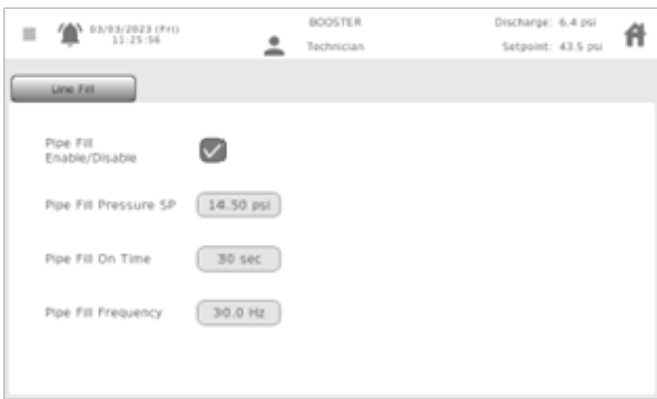 03/03/2023 (Fri)
11:25:56
BOOSTER
Technician
Discharge: 6.4 psi
Setpoint: 43.5 psi
Line Fill
Pipe Fill
Enable/Disable
Pipe Fill Pressure SP
14.50 psi
Pipe Fill On Time
30 sec
Pipe Fill Frequency
30.0 Hz